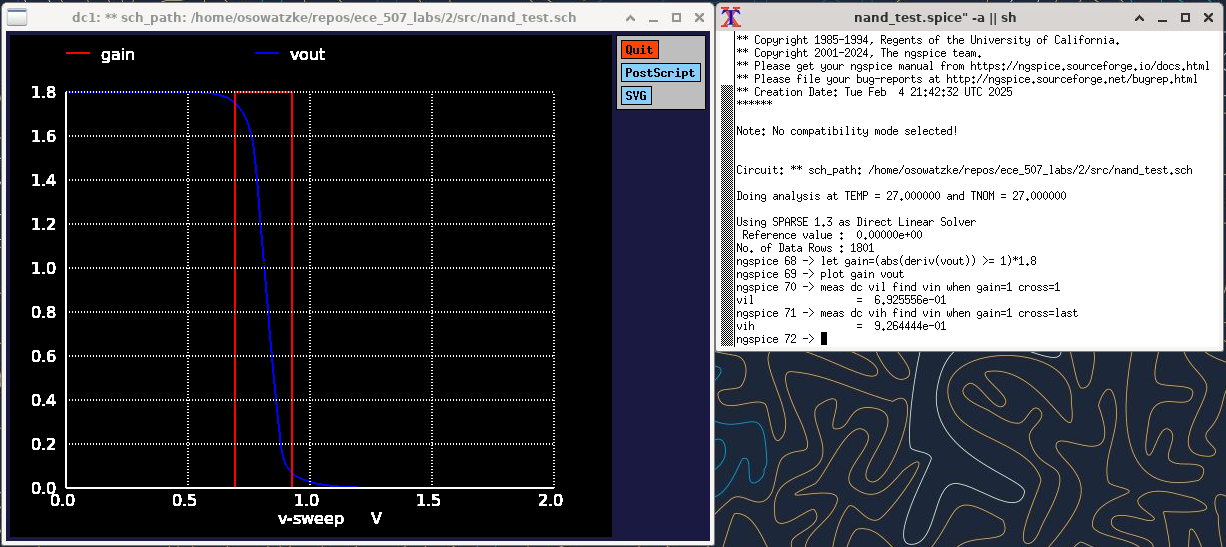 dc1: ** sch_path: /home/osowatzke/repos/ece_507_labs/2/src/nand_test.sch
gain
vout
Quit
PostScript
SVG
1.8
1.6
1.4
1.2
1.0
0.8
0.6
0.4
0.2
0.0
0.0
0.5
1.0
1.5
2.0
v-sweep V
nand_test.spice" -a || sh
** Copyright 1985-1994, Regents of the University of California.
** Copyright 2001-2024, The ngspice team.
** Please get your ngspice manual from https://ngspice.sourceforge.io/docs.html
** Please file your bug-reports at http://ngspice.sourceforge.net/bugrep.html
** Creation Date: Tue Feb  4 21:42:32 UTC 2025
******
Note: No compatibility mode selected!
Circuit: ** sch_path: /home/osowatzke/repos/ece_507_labs/2/src/nand_test.sch
Doing analysis at TEMP = 27.000000 and TNOM = 27.000000
Using SPARSE 1.3 as Direct Linear Solver
Reference value :  0.00000e+00
No. of Data Rows : 1801
ngspice 68 -> let gain=(abs(deriv(vout)) >= 1)*1.8
ngspice 69 -> plot gain vout
ngspice 70 -> meas dc vil find vin when gain=1 cross=1
vil                 =  6.925556e-01
ngspice 71 -> meas dc vih find vin when gain=1 cross=last
vih                 =  9.264444e-01
ngspice 72 ->